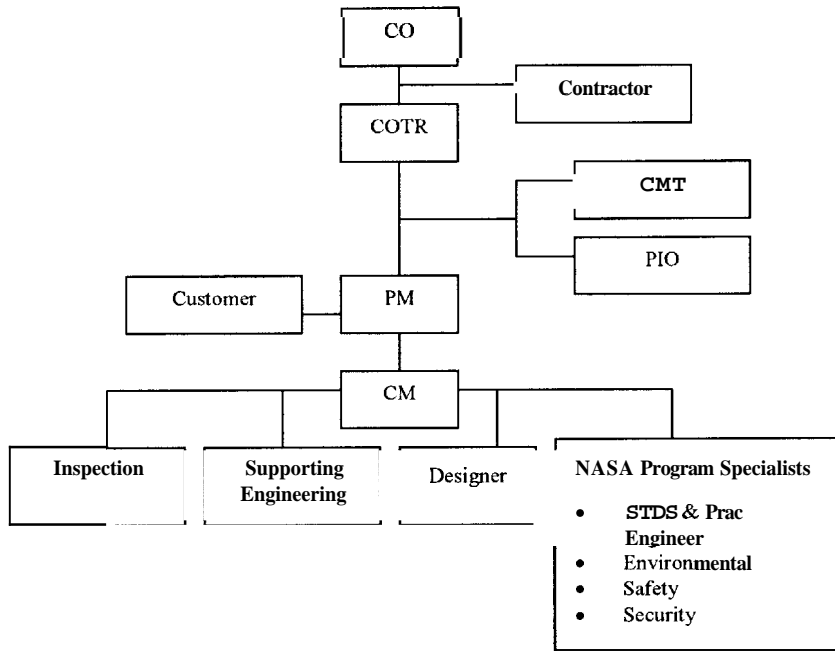 CO
Contractor
COTR
CMT
PIO
Customer
PM
CM
Inspection
Supporting
Engineering
Designer
NASA Program Specialists
• STDS & Prac
Engineer
• Environmental
• Safety
• Security